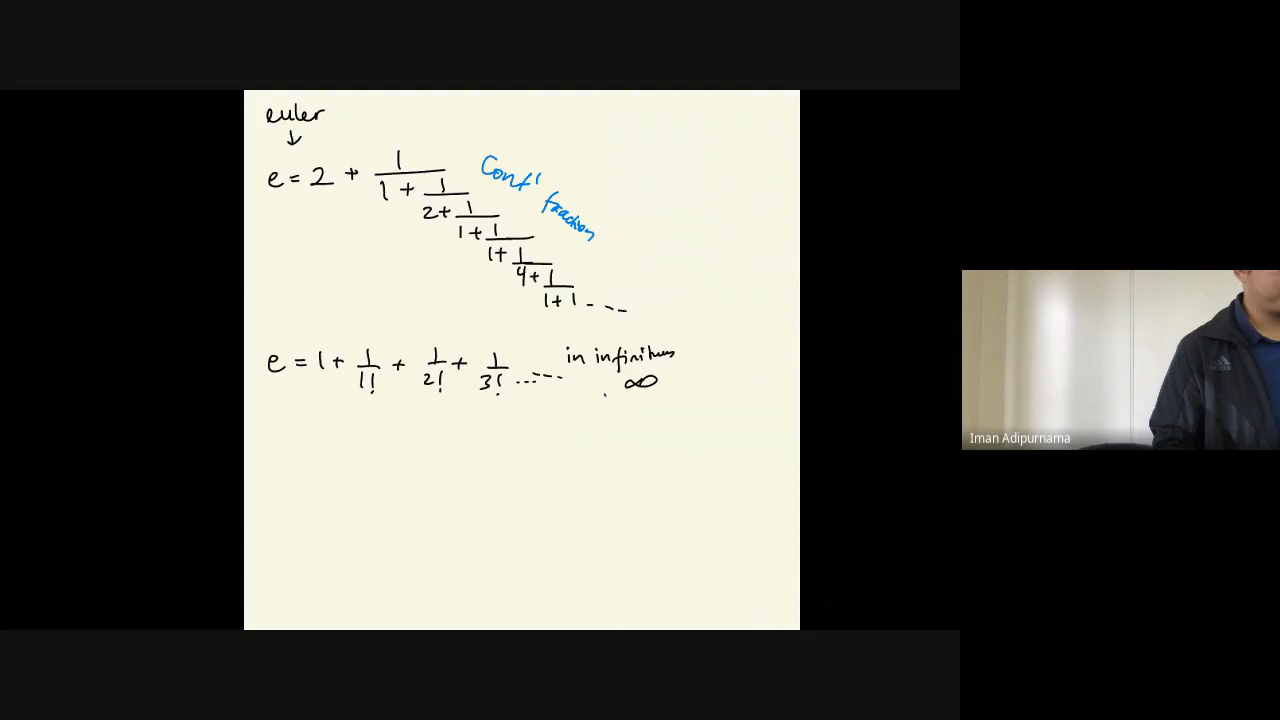 euler
↓
e = 2 + 1/(1 + 1/(2 + 1/(1 + 1/(1 + 1/(4 + 1/(1 + 1 ----
Cont'
fraction
e = 1 + 1/1! + 1/2! + 1/3! ...---- in infinitum
∞
Iman Adipurnama